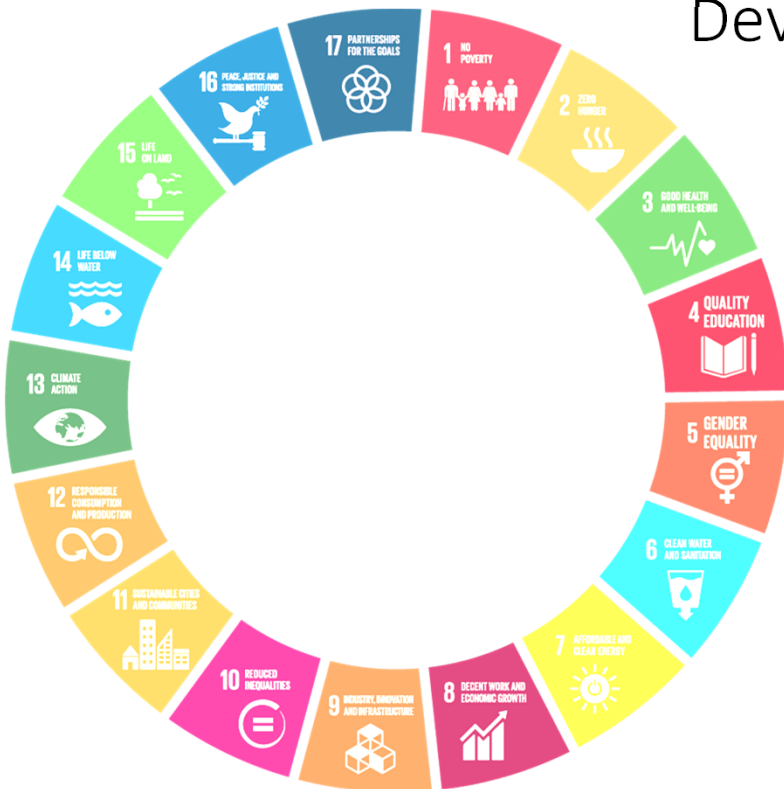 Dev
1 NO
POVERTY
2 ZERO
HUNGER
3 GOOD HEALTH
AND WELL-BEING
4 QUALITY
EDUCATION
5 GENDER
EQUALITY
6 CLEAN WATER
AND SANITATION
7 AFFORDABLE AND
CLEAN ENERGY
8 DECENT WORK AND
ECONOMIC GROWTH
9 INDUSTRY, INNOVATION
AND INFRASTRUCTURE
10 REDUCED
INEQUALITIES
11 SUSTAINABLE CITIES
AND COMMUNITIES
12 RESPONSIBLE
CONSUMPTION
AND PRODUCTION
13 CLIMATE
ACTION
14 LIFE BELOW
WATER
15 LIFE
ON LAND
16 PEACE, JUSTICE AND
STRONG INSTITUTIONS
17 PARTNERSHIPS
FOR THE GOALS